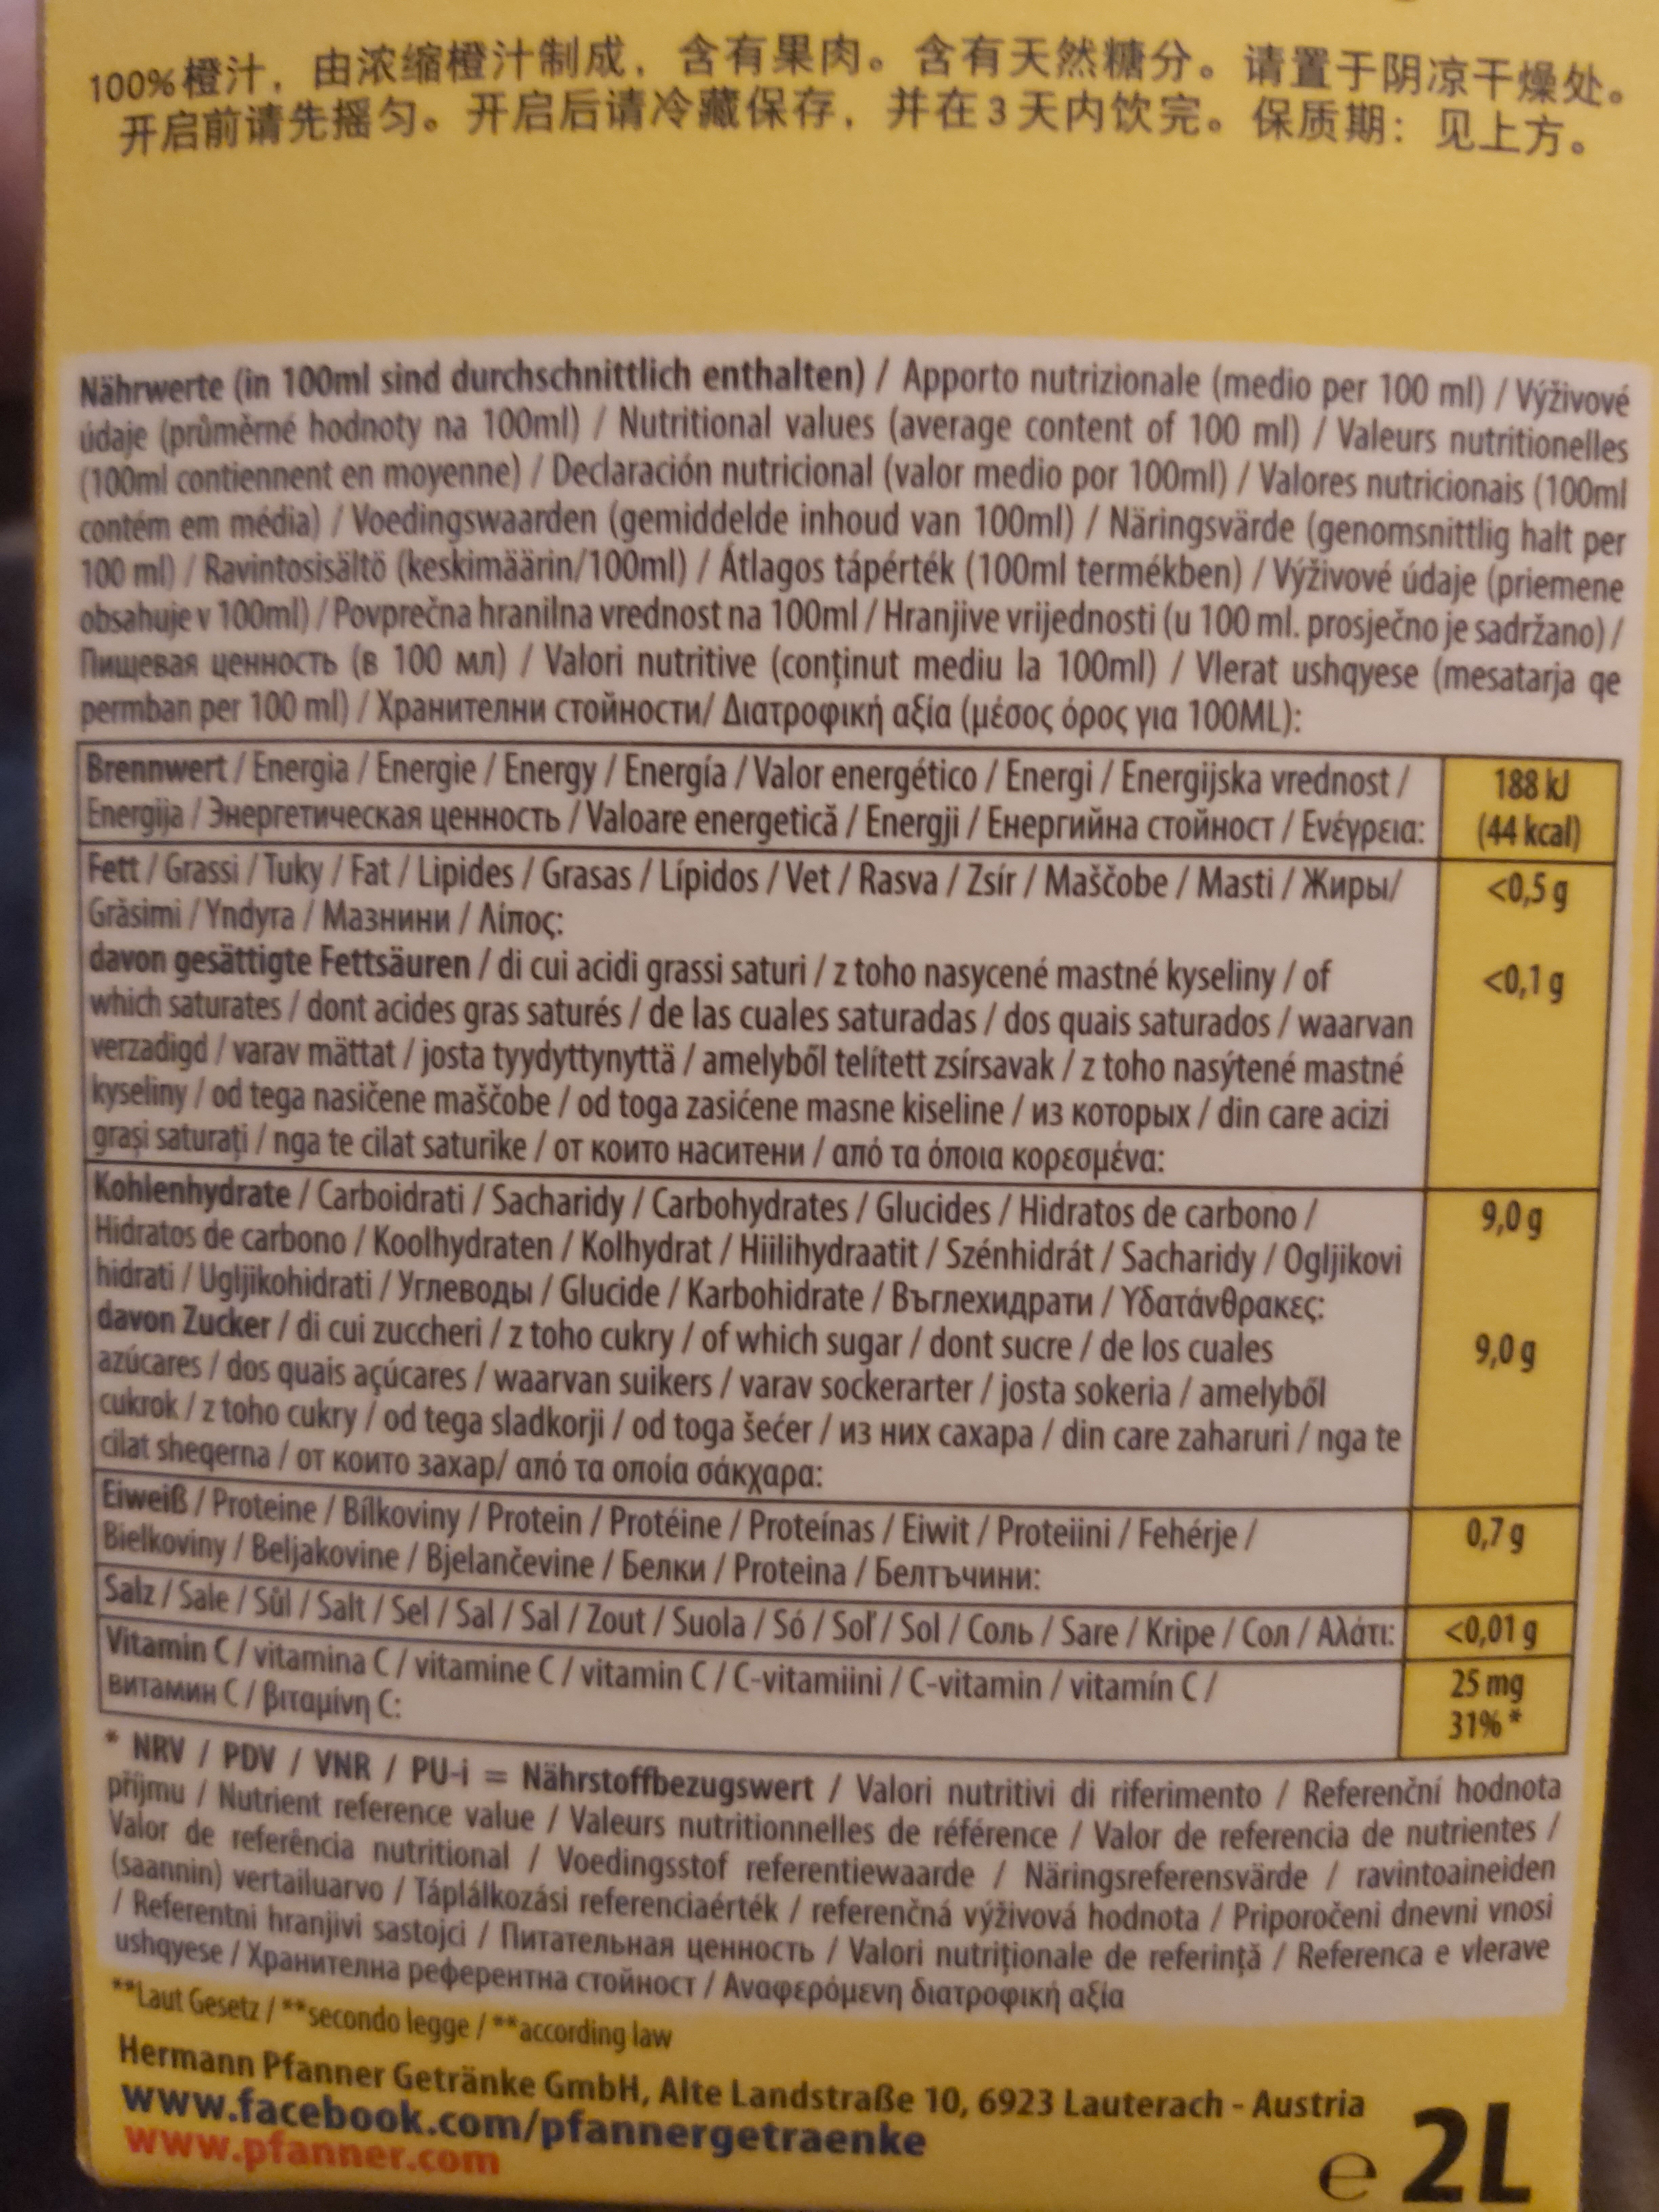 100%橙汁，由浓缩橙汁制成，含有果肉。含有天然糖分。请置于阴凉干燥处。
开启前请先摇匀。开启后请冷藏保存，并在3天内饮完。保质期：见上方。
Nährwerte (in 100ml sind durchschnittlich enthalten) / Apporto nutrizionale (medio per 100 ml) / Výživové
údaje (průměrné hodnoty na 100ml) / Nutritional values (average content of 100 ml) / Valeurs nutritionelles
(100ml contiennent en moyenne) / Declaración nutricional (valor medio por 100ml) / Valores nutricionais (100ml
contém em média) / Voedingswaarden (gemiddelde inhoud van 100ml) / Näringsvärde (genomsnittlig halt per
100 ml) / Ravintosisältö (keskimäärin/100ml) / Átlagos tápérték (100ml termékben) / Výživové údaje (priemene
obsahuje v 100ml) / Povprečna hranilna vrednost na 100ml / Hranjive vrijednosti (u 100 ml. prosječno je sadržano) /
Пищевая ценность (в 100 мл) / Valori nutritive (conținut mediu la 100ml) / Vlerat ushqyese (mesatarja qe
permban per 100 ml) / Хранителни стойности/ Διατροφική αξία (μέσος όρος για 100ML):
Brennwert / Energia / Energie / Energy / Energía / Valor energético / Energi / Energijska vrednost / 188 kJ
Energija / Энергетическая ценность / Valoare energetică / Energji / Енергийна стойност / Ενέγρεια: (44 kcal)
Fett / Grassi / Tuky / Fat / Lipides / Grasas / Lípidos / Vet / Rasva / Zsír / Maščobe / Masti / Жиры/ <0,5 g
Grăsimi / Yndyra / Мазнини / Λίπος:
davon gesättigte Fettsäuren / di cui acidi grassi saturi / z toho nasycené mastné kyseliny / of <0,1 g
which saturates / dont acides gras saturés / de las cuales saturadas / dos quais saturados / waarvan
verzadigd / varav mättat / josta tyydyttynyttä / amelyből telített zsírsavak / z toho nasýtené mastné
kyseliny / od tega nasičene maščobe / od toga zasićene masne kiseline / из которых / din care acizi
grași saturați / nga te cilat saturike / от които наситени / από τα όποια κορεσμένα:
Kohlenhydrate / Carboidrati / Sacharidy / Carbohydrates / Glucides / Hidratos de carbono / 9,0 g
Hidratos de carbono / Koolhydraten / Kolhydrat / Hiilihydraatit / Szénhidrát / Sacharidy / Ogljikovi
hidrati / Ugljikohidrati / Углеводы / Glucide / Karbohidrate / Въглехидрати / Υδατάνθρακες:
davon Zucker / di cui zuccheri / z toho cukry / of which sugar / dont sucre / de los cuales 9,0 g
azúcares / dos quais açúcares / waarvan suikers / varav sockerarter / josta sokeria / amelyből
cukrok / z toho cukry / od tega sladkorji / od toga šećer / из них сахара / din care zaharuri / nga te
cilat sheqerna / от които захар/ από τα οποία σάκχαρα:
Eiweiß / Proteine / Bílkoviny / Protein / Protéine / Proteínas / Eiwit / Proteiini / Fehérje / 0,7 g
Bielkoviny / Beljakovine / Bjelančevine / Белки / Proteina / Белтъчини:
Salz / Sale / Sůl / Salt / Sel / Sal / Sal / Zout / Suola / Só / Soľ / Sol / Соль / Sare / Kripe / Сол / Αλάτι: <0,01 g
Vitamin C / vitamina C / vitamine C / vitamin C / C-vitamiini / C-vitamin / vitamín C / 25 mg
витамин C / βιταμίνη C: 31% *
* NRV / PDV / VNR / PU-i = Nährstoffbezugswert / Valori nutritivi di riferimento / Referenční hodnota
příjmu / Nutrient reference value / Valeurs nutritionnelles de référence / Valor de referencia de nutrientes /
Valor de referência nutritional / Voedingsstof referentiewaarde / Näringsreferensvärde / ravintoaineiden
(saannin) vertailuarvo / Táplálkozási referenciaérték / referenčná výživová hodnota / Priporočeni dnevni vnosi
/ Referentni hranjivi sastojci / Питательная ценность / Valori nutriționale de referință / Referenca e vlerave
ushqyese / Хранителна референтна стойност / Αναφερόμενη διατροφική αξία
**Laut Gesetz / **secondo legge / **according law
Hermann Pfanner Getränke GmbH, Alte Landstraße 10, 6923 Lauterach - Austria
www.facebook.com/pfannergetraenke
www.pfanner.com
e 2L